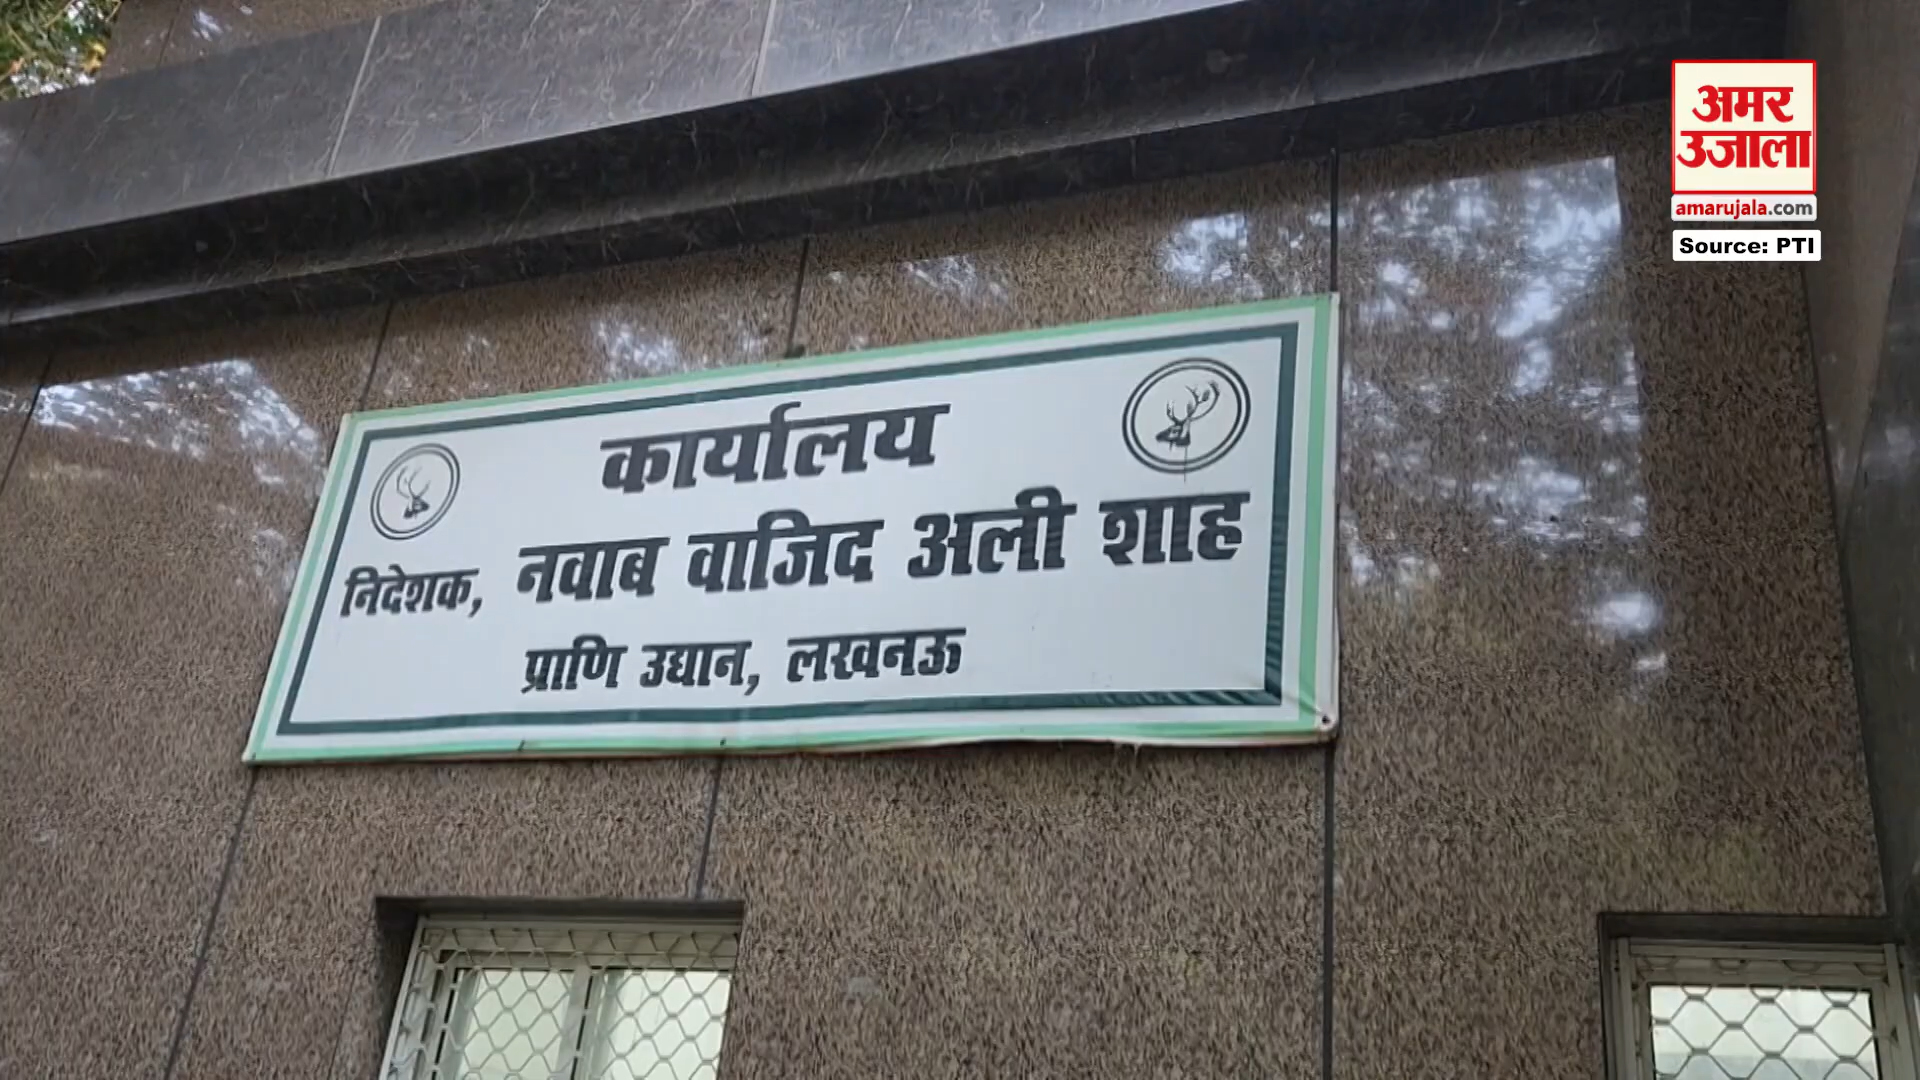 अमर
उजाला
amarujala.com
Source: PTI
कार्यालय
निदेशक, नवाब वाजिद अली शाह
प्राणि उद्यान, लखनऊ